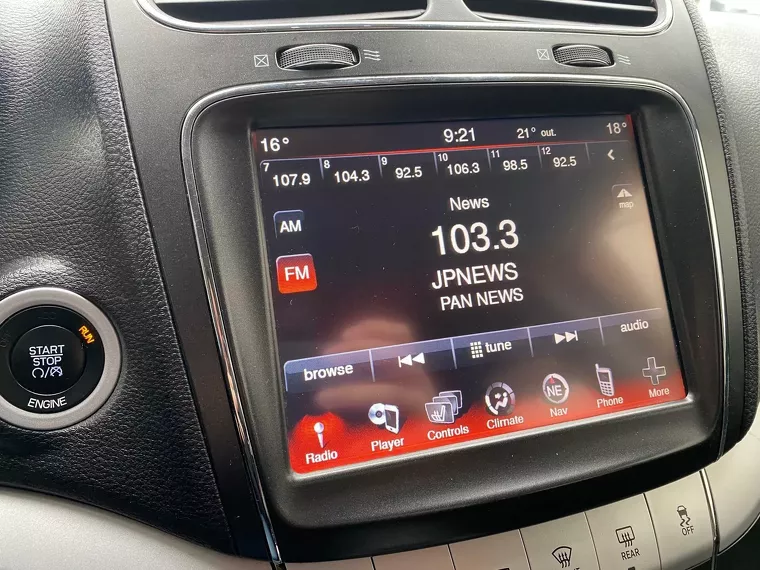 16° 9:21 21° out. 18°
7 107.9 8 104.3 9 92.5 10 106.3 11 98.5 12 92.5
News
map
AM
103.3
FM
JPNEWS
PAN NEWS
browse tune audio
Radio Player Controls Climate Nav Phone More
NE
RUN
START
STOP
ENGINE
REAR
OFF